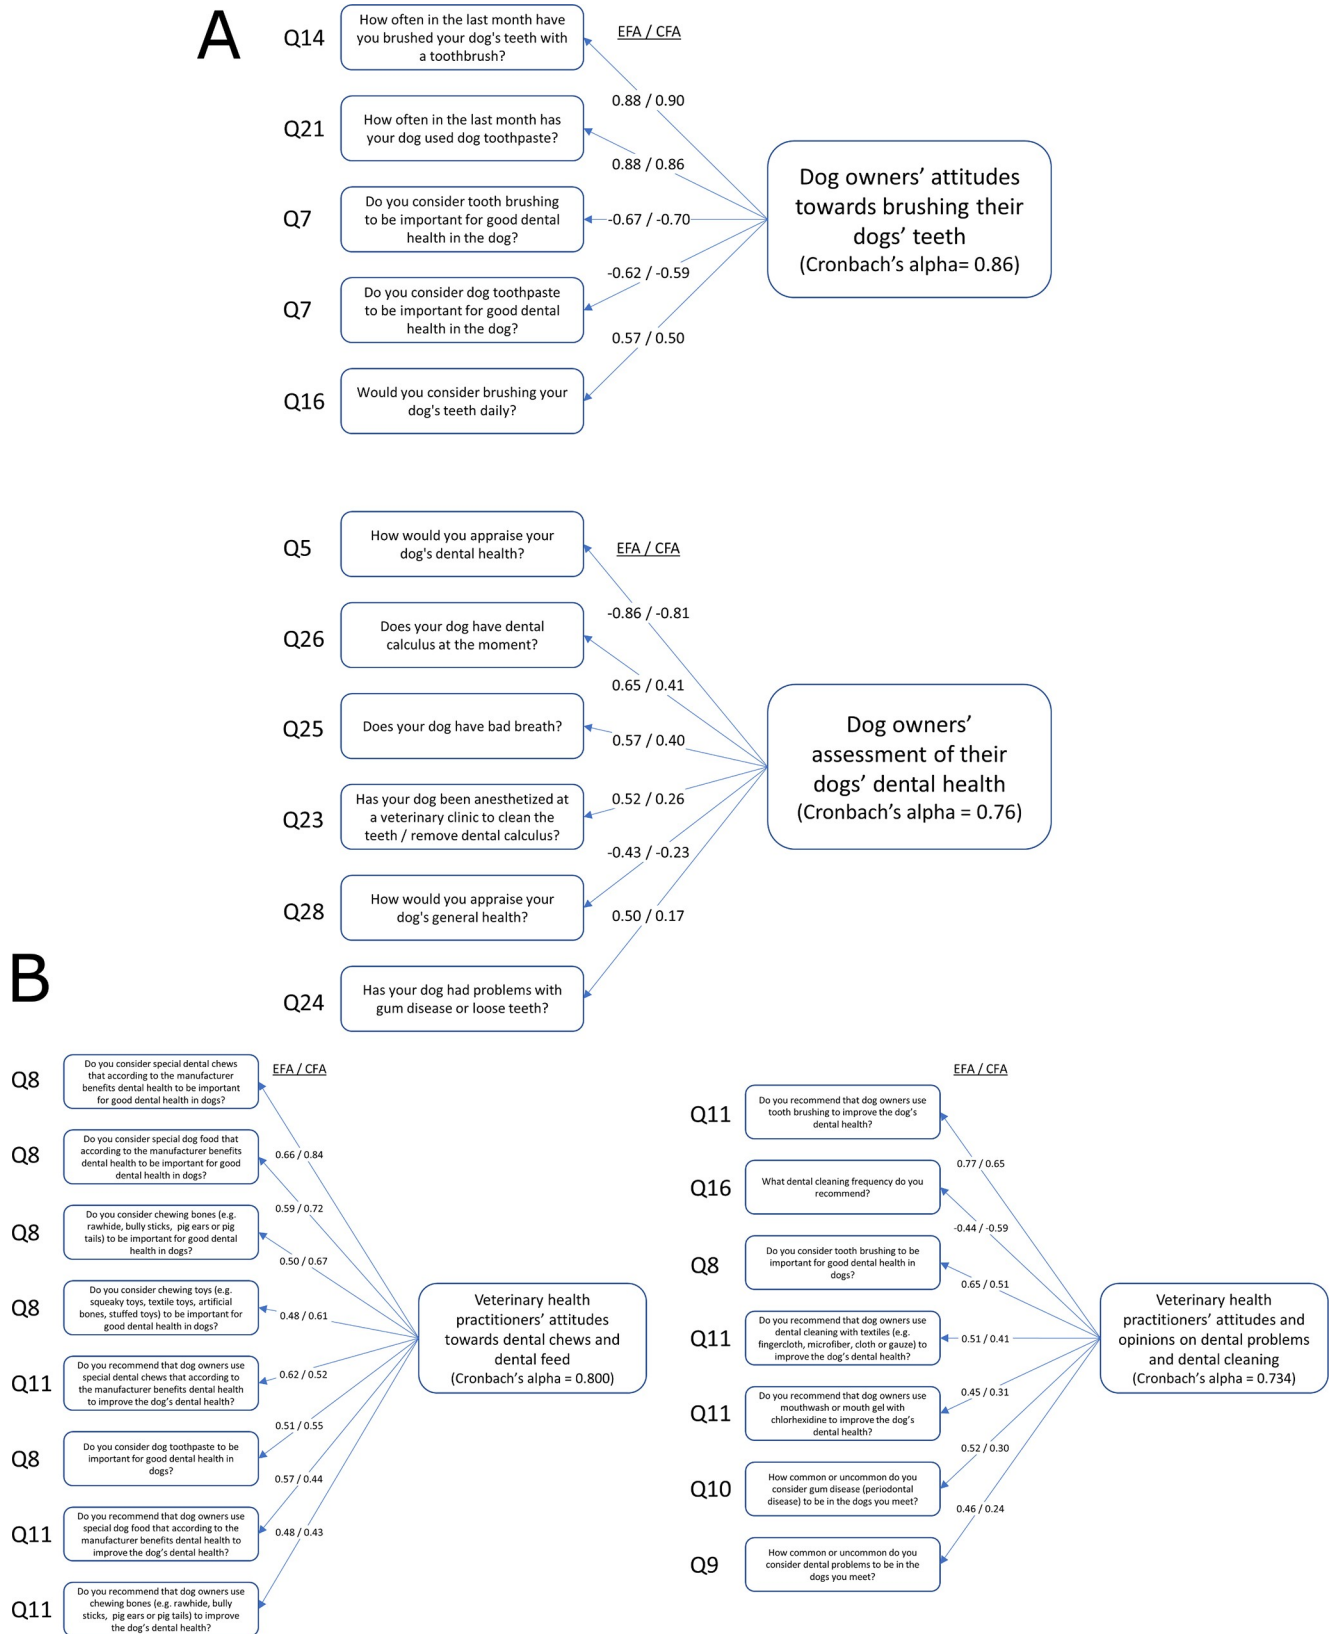 A
EFA / CFA
Q14
How often in the last month have
you brushed your dog's teeth with
a toothbrush?
0.88 / 0.90
Q21
How often in the last month has
your dog used dog toothpaste?
0.88 / 0.86
Q7
Do you consider tooth brushing
to be important for good dental
health in the dog?
-0.67 / -0.70
Q7
Do you consider dog toothpaste
to be important for good dental
health in the dog?
-0.62 / -0.59
Q16
Would you consider brushing your
dog's teeth daily?
0.57 / 0.50
Dog owners’ attitudes
towards brushing their
dogs’ teeth
(Cronbach’s alpha= 0.86)
EFA / CFA
Q5
How would you appraise your
dog's dental health?
-0.86 / -0.81
Q26
Does your dog have dental
calculus at the moment?
0.65 / 0.41
Q25
Does your dog have bad breath?
0.57 / 0.40
Q23
Has your dog been anesthetized at
a veterinary clinic to clean the
teeth / remove dental calculus?
0.52 / 0.26
Q28
How would you appraise your
dog's general health?
-0.43 / -0.23
Q24
Has your dog had problems with
gum disease or loose teeth?
0.50 / 0.17
Dog owners’
assessment of their
dogs’ dental health
(Cronbach’s alpha = 0.76)
B
EFA / CFA
Q8
Do you consider special dental chews
that according to the manufacturer
benefits dental health to be important
for good dental health in dogs?
0.66 / 0.84
Q8
Do you consider special dog food that
according to the manufacturer benefits
dental health to be important for good
dental health in dogs?
0.59 / 0.72
Q8
Do you consider chewing bones (e.g.
rawhide, bully sticks, pig ears or pig
tails) to be important for good dental
health in dogs?
0.50 / 0.67
Q8
Do you consider chewing toys (e.g.
squeaky toys, textile toys, artificial
bones, stuffed toys) to be important for
good dental health in dogs?
0.48 / 0.61
Q11
Do you recommend that dog owners use
special dental chews that according to
the manufacturer benefits dental health
to improve the dog’s dental health?
0.62 / 0.52
Q8
Do you consider dog toothpaste to be
important for good dental health in
dogs?
0.51 / 0.55
Q11
Do you recommend that dog owners use
special dog food that according to the
manufacturer benefits dental health to
improve the dog’s dental health?
0.57 / 0.44
Q11
Do you recommend that dog owners use
chewing bones (e.g. rawhide, bully
sticks, pig ears or pig tails) to improve
the dog’s dental health?
0.48 / 0.43
Veterinary health
practitioners’ attitudes
towards dental chews and
dental feed
(Cronbach’s alpha = 0.800)
EFA / CFA
Q11
Do you recommend that dog owners use
tooth brushing to improve the dog’s
dental health?
0.77 / 0.65
Q16
What dental cleaning frequency do you
recommend?
-0.44 / -0.59
Q8
Do you consider tooth brushing to be
important for good dental health in
dogs?
0.65 / 0.51
Q11
Do you recommend that dog owners use
dental cleaning with textiles (e.g.
fingercloth, microfiber, cloth or gauze) to
improve the dog’s dental health?
0.51 / 0.41
Q11
Do you recommend that dog owners use
mouthwash or mouth gel with
chlorhexidine to improve the dog’s
dental health?
0.45 / 0.31
Q10
How common or uncommon do you
consider gum disease (periodontal
disease) to be in the dogs you meet?
0.52 / 0.30
Q9
How common or uncommon do you
consider dental problems to be in the
dogs you meet?
0.46 / 0.24
Veterinary health
practitioners’ attitudes and
opinions on dental problems
and dental cleaning
(Cronbach’s alpha = 0.734)